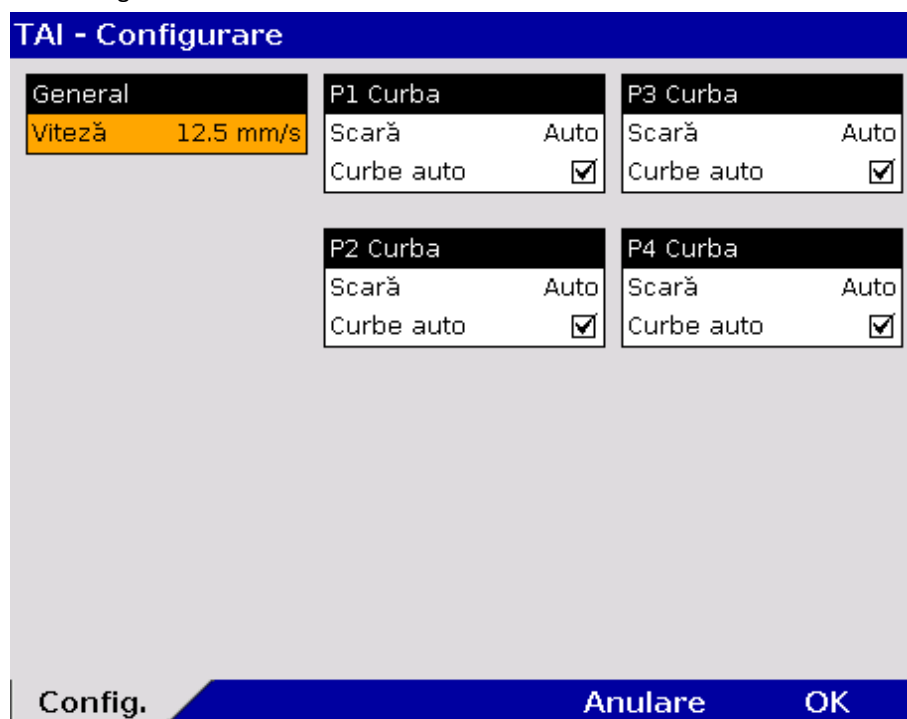 TAI - Configurare
General
Viteză 12.5 mm/s
P1 Curba
Scară Auto
Curbe auto
P3 Curba
Scară Auto
Curbe auto
P2 Curba
Scară Auto
Curbe auto
P4 Curba
Scară Auto
Curbe auto
Config. Anulare OK